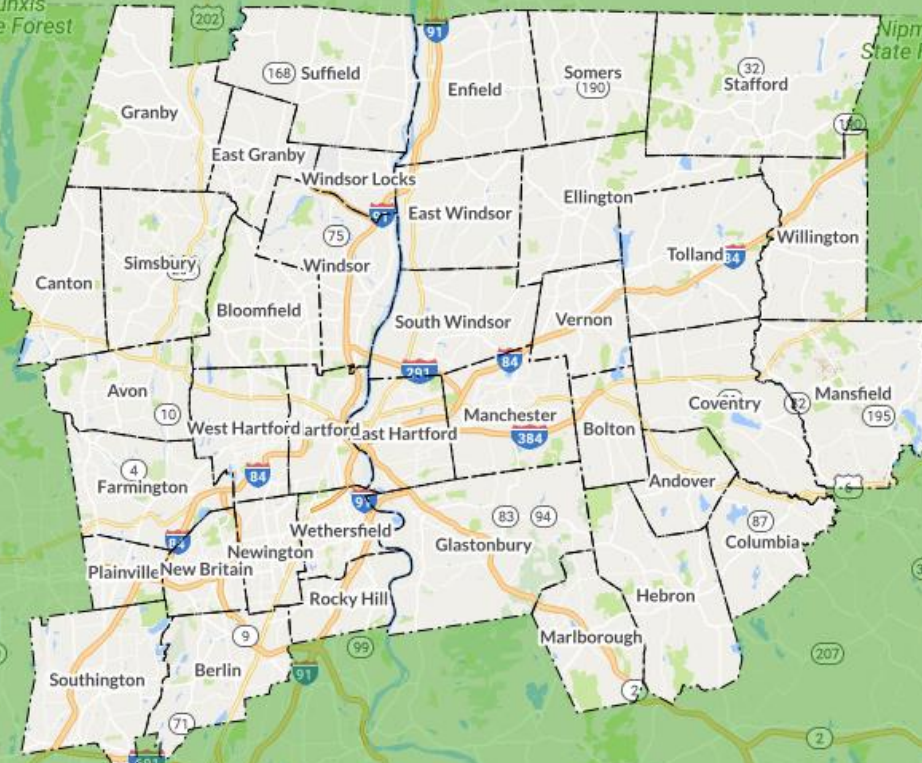 202
91
Forest
Nipm
State
168
Suffield
Somers
190
32
Stafford
Enfield
Granby
190
East Granby
Windsor Locks
Ellington
91
East Windsor
75
Willington
Simsbury
Tolland
84
Canton
Windsor
Bloomfield
South Windsor
Vernon
291
84
Avon
Mansfield
Coventry
32
10
Manchester
195
West Hartford
artford
East Hartford
384
Bolton
4
84
Andover
Farmington
6
91
83
94
87
Wethersfield
84
Glastonbury
Columbia
Newington
Plainville
New Britain
Rocky Hill
Hebron
9
Marlborough
99
207
Berlin
91
Southington
2
71
2
691